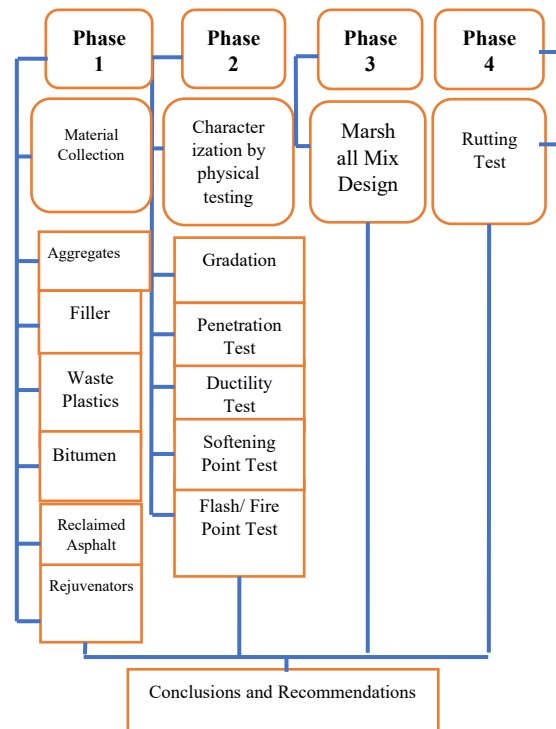 Phase
1
Phase
2
Phase
3
Phase
4
Material
Collection
Character
ization by
physical
testing
Marsh
all Mix
Design
Rutting
Test
Aggregates
Filler
Waste
Plastics
Bitumen
Reclaimed
Asphalt
Rejuvenators
Gradation
Penetration
Test
Ductility
Test
Softening
Point Test
Flash/ Fire
Point Test
Conclusions and Recommendations